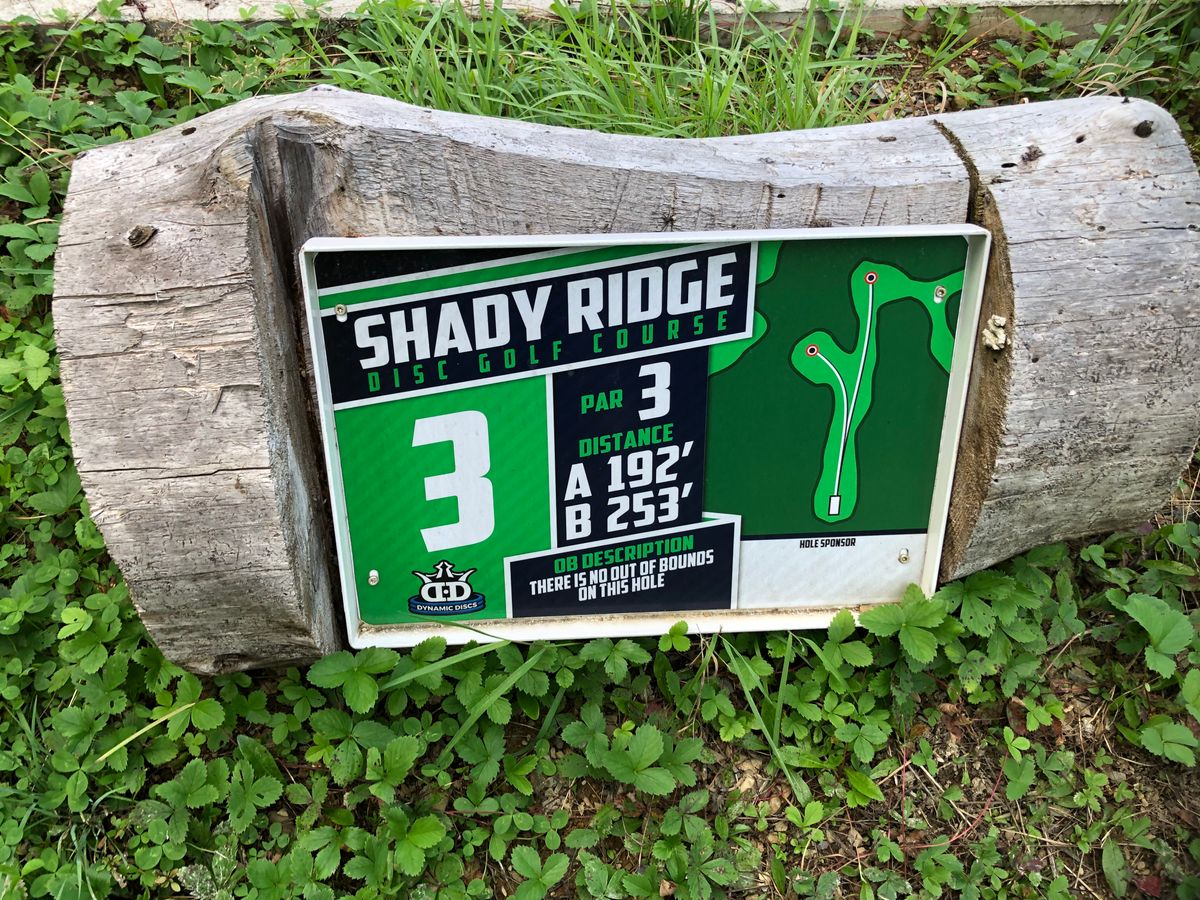 SHADY RIDGE
DISC GOLF COURSE
3
PAR 3
DISTANCE
A 192'
B 253'
OB DESCRIPTION
THERE IS NO OUT OF BOUNDS
ON THIS HOLE
HOLE SPONSOR
D·D
DYNAMIC DISCS